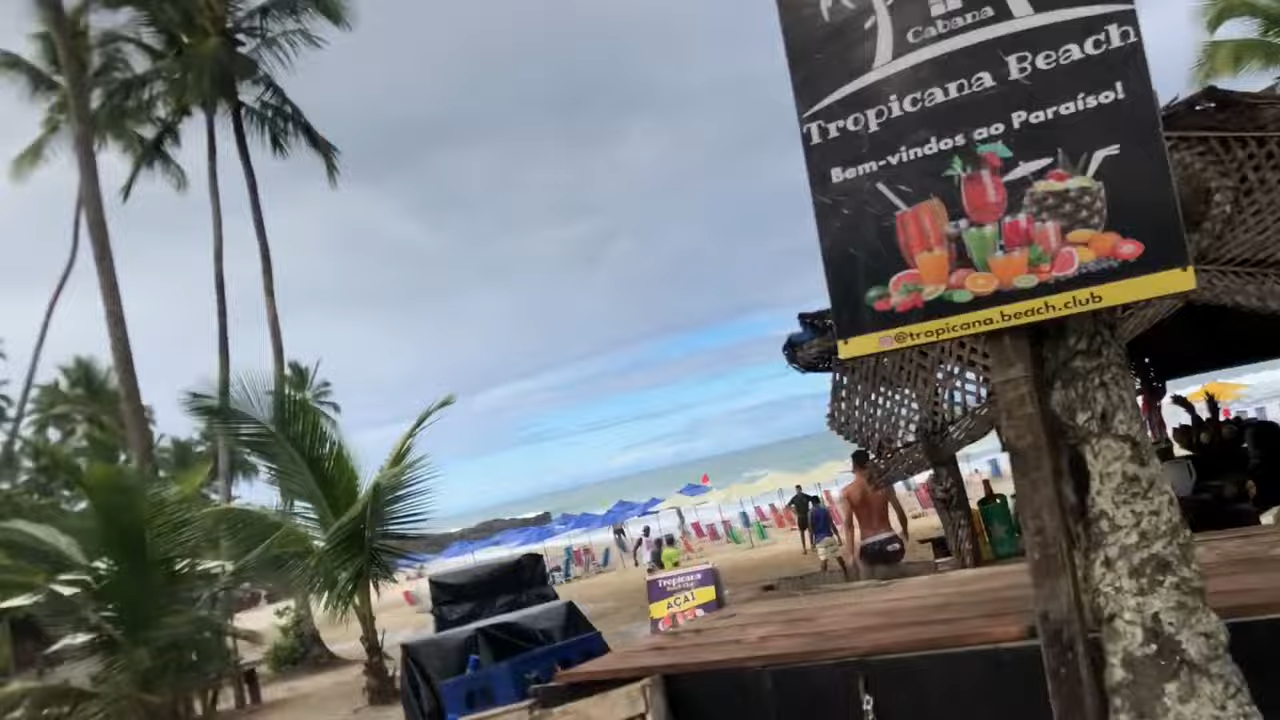 Cabana
Tropicana Beach
Bem-vindos ao Paraíso!
@tropicana.beach.club
Tropicana
AÇAÍ